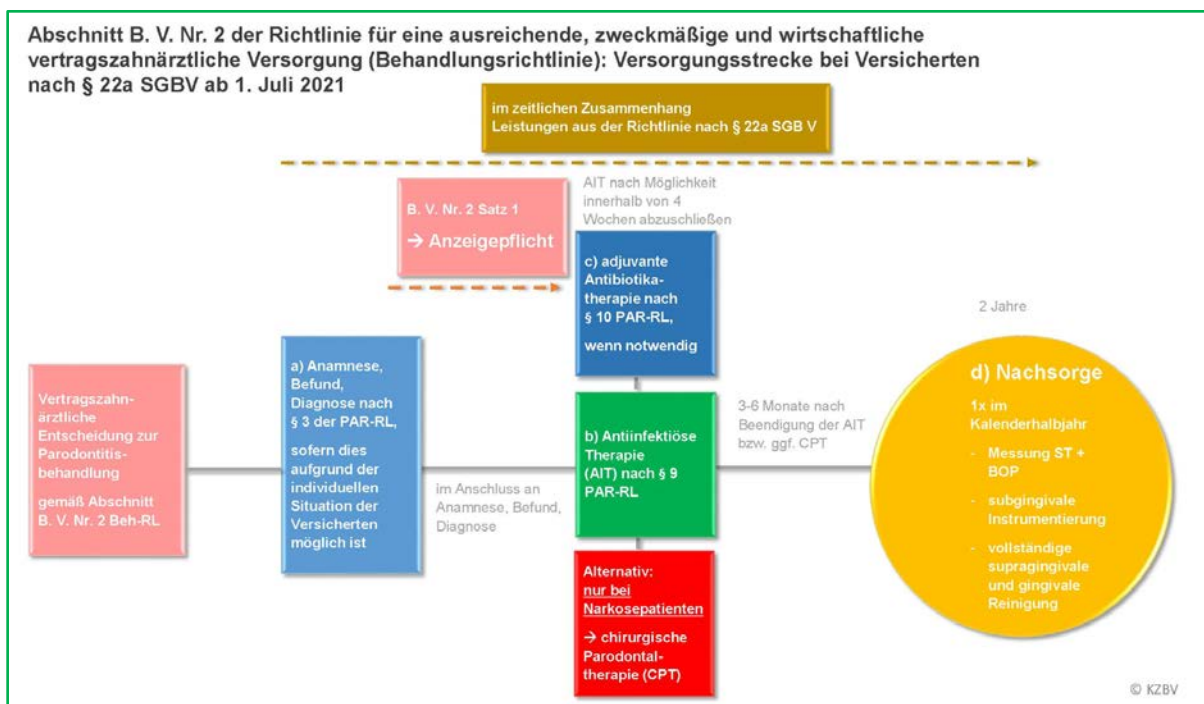 Abschnitt B. V. Nr. 2 der Richtlinie für eine ausreichende, zweckmäßige und wirtschaftliche
vertragszahnärztliche Versorgung (Behandlungsrichtlinie): Versorgungsstrecke bei Versicherten
nach § 22a SGBV ab 1. Juli 2021
im zeitlichen Zusammenhang
Leistungen aus der Richtlinie nach § 22a SGB V
B. V. Nr. 2 Satz 1
→ Anzeigepflicht
AIT nach Möglichkeit
innerhalb von 4
Wochen abzuschließen
c) adjuvante
Antibiotika-
therapie nach
§ 10 PAR-RL,
wenn notwendig
Vertragszahn-
ärztliche
Entscheidung zur
Parodontitis-
behandlung
gemäß Abschnitt
B. V. Nr. 2 Beh-RL
a) Anamnese,
Befund,
Diagnose nach
§ 3 der PAR-RL,
sofern dies
aufgrund der
individuellen
Situation der
Versicherten
möglich ist
im Anschluss an
Anamnese, Befund,
Diagnose
b) Antiinfektiöse
Therapie
(AIT) nach § 9
PAR-RL
Alternativ:
nur bei
Narkosepatienten
→ chirurgische
Parodontal-
therapie (CPT)
3-6 Monate nach
Beendigung der AIT
bzw. ggf. CPT
2 Jahre
d) Nachsorge
1x im
Kalenderhalbjahr
- Messung ST +
BOP
- subgingivale
Instrumentierung
- vollständige
supragingivale
und gingivale
Reinigung
© KZBV